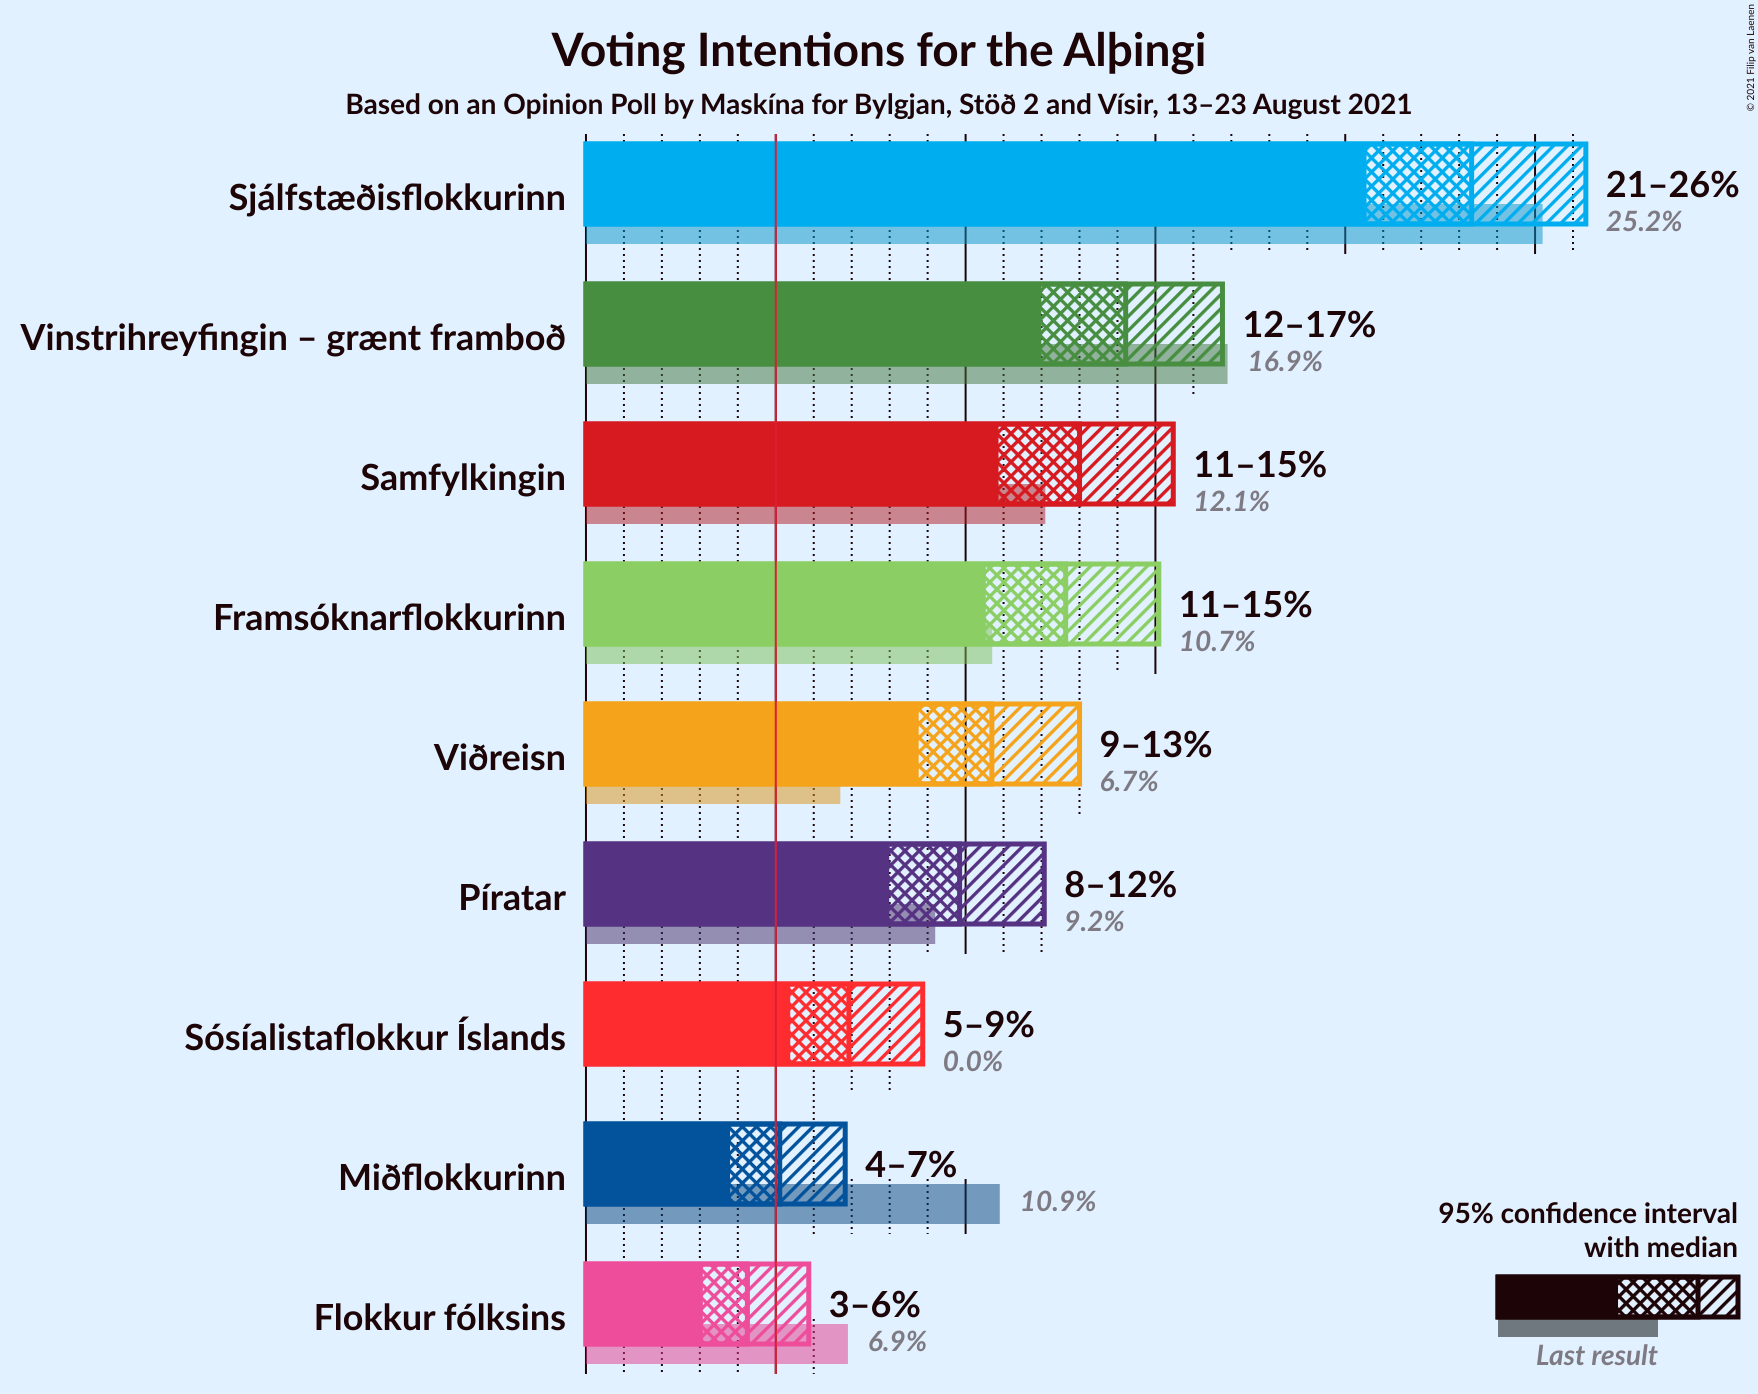 Voting Intentions for the Alþingi
Based on an Opinion Poll by Maskína for Bylgjan, Stöð 2 and Vísir, 13–23 August 2021
© 2021 Filip van Laenen
Sjálfstæðisflokkurinn
21–26%
25.2%
Vinstrihreyfingin – grænt framboð
12–17%
16.9%
Samfylkingin
11–15%
12.1%
Framsóknarflokkurinn
11–15%
10.7%
Viðreisn
9–13%
6.7%
Píratar
8–12%
9.2%
Sósíalistaflokkur Íslands
5–9%
0.0%
Miðflokkurinn
4–7%
10.9%
Flokkur fólksins
3–6%
6.9%
95% confidence interval
with median
Last result